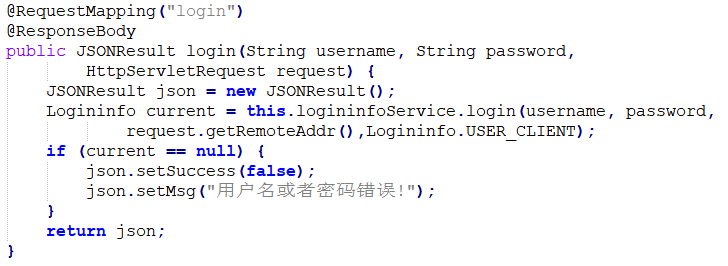 @RequestMapping("login")
@ResponseBody
public JSONResult login(String username, String password,
        HttpServletRequest request) {
    JSONResult json = new JSONResult();
    Logininfo current = this.logininfoService.login(username, password,
            request.getRemoteAddr(),Logininfo.USER_CLIENT);
    if (current == null) {
        json.setSuccess(false);
        json.setMsg("用户名或者密码错误!");
    }
    return json;
}